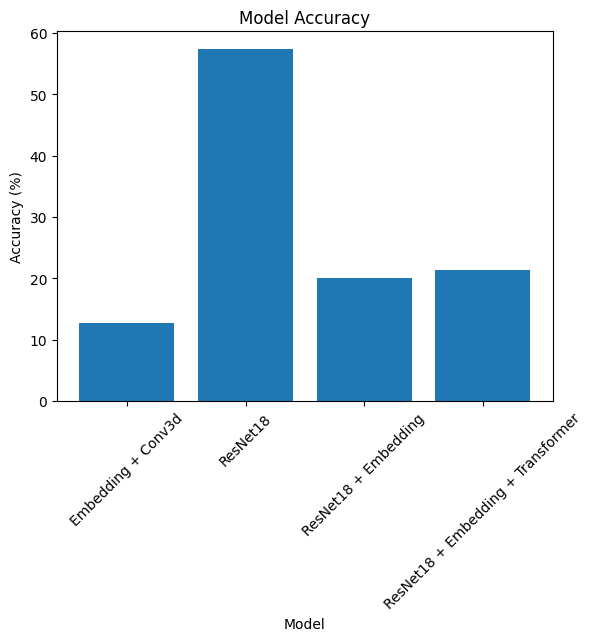 Model Accuracy
Accuracy (%)
60
50
40
30
20
10
0
Embedding + Conv3d
ResNet18
ResNet18 + Embedding
ResNet18 + Embedding + Transformer
Model